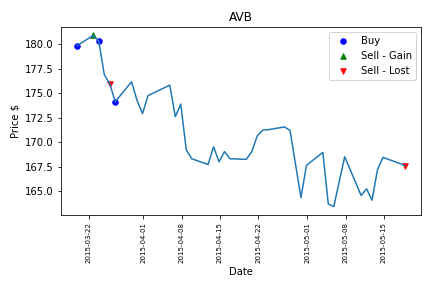 AVB
Buy
Sell - Gain
Sell - Lost
Price $
180.0
177.5
175.0
172.5
170.0
167.5
165.0
2015-03-22
2015-04-01
2015-04-08
2015-04-15
2015-04-22
2015-05-01
2015-05-08
2015-05-15
Date